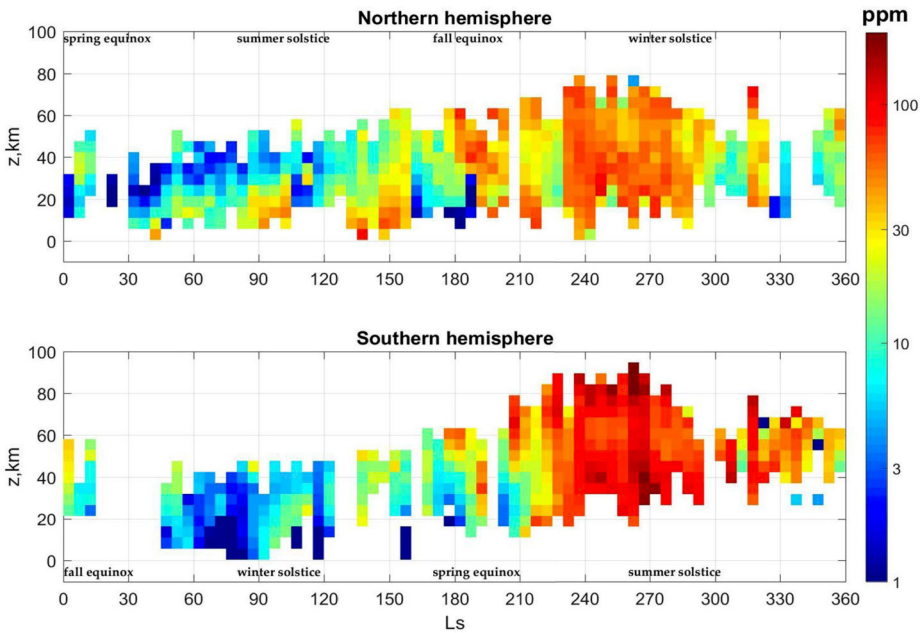 Northern hemisphere
ppm
100
spring equinox
summer solstice
fall equinox
winter solstice
80
60
40
20
0
z,km
0 30 60 90 120 150 180 210 240 270 300 330 360
100
30
10
3
1
Southern hemisphere
100
80
60
40
20
0
z,km
fall equinox
winter solstice
spring equinox
summer solstice
0 30 60 90 120 150 180 210 240 270 300 330 360
Ls